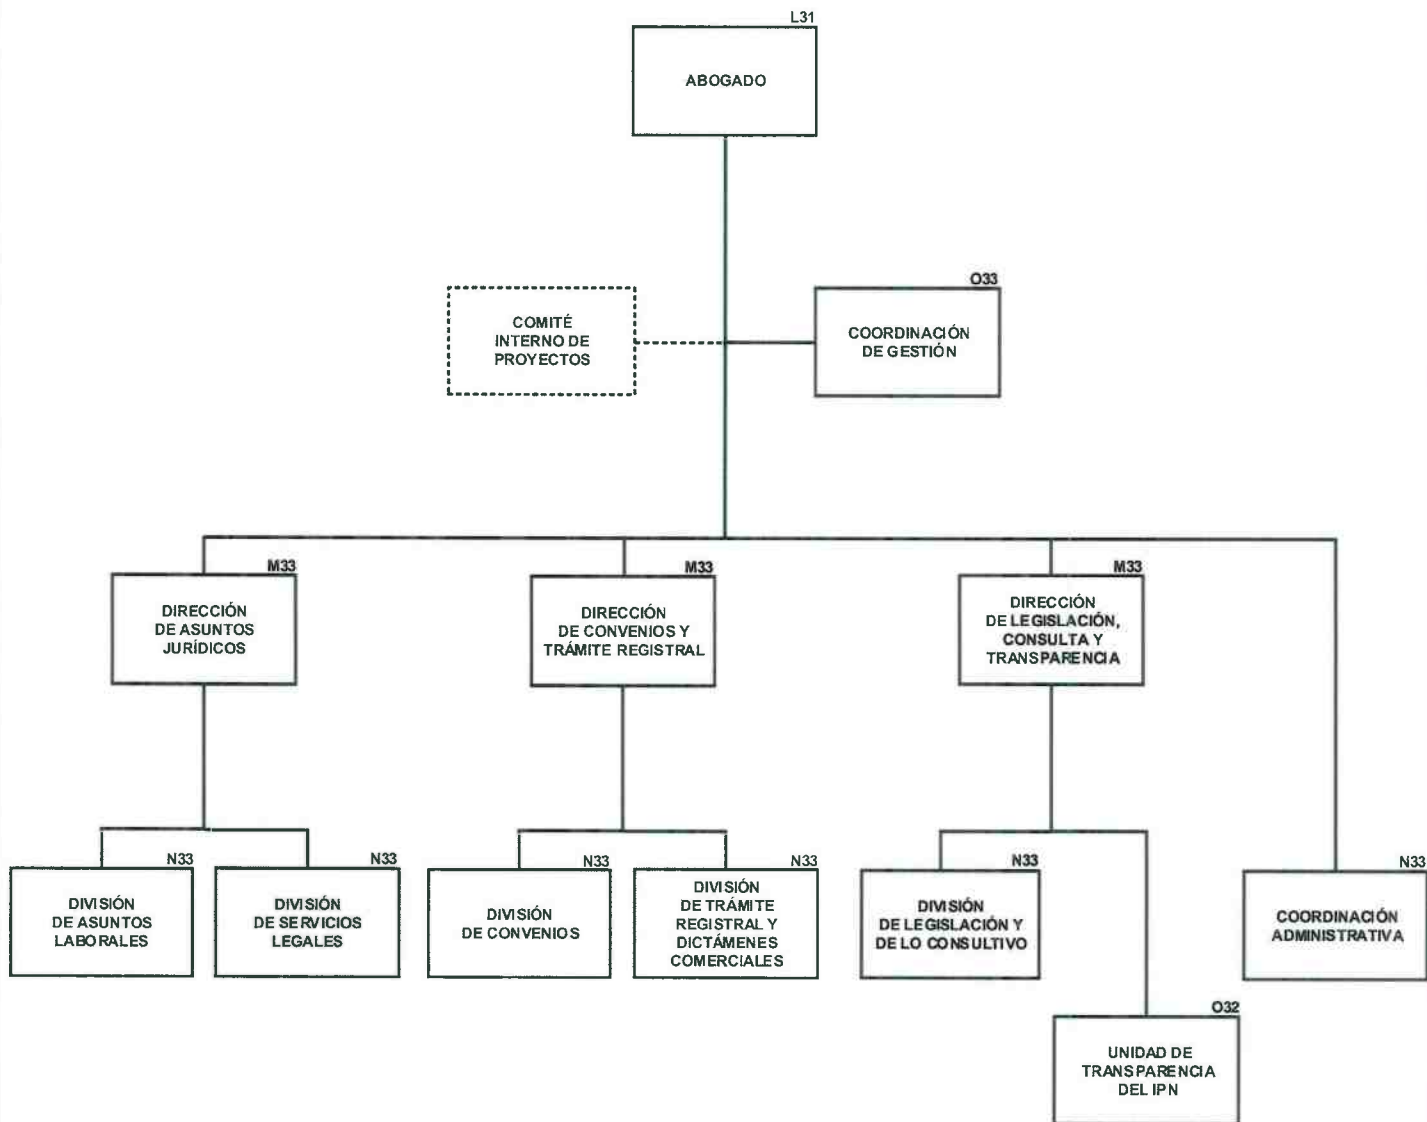 L31
ABOGADO
COMITÉ
INTERNO DE
PROYECTOS
O33
COORDINACIÓN
DE GESTIÓN
M33
DIRECCIÓN
DE ASUNTOS
JURÍDICOS
M33
DIRECCIÓN
DE CONVENIOS Y
TRÁMITE REGISTRAL
M33
DIRECCIÓN
DE LEGISLACIÓN,
CONSULTA Y
TRANSPARENCIA
N33
DIVISIÓN
DE ASUNTOS
LABORALES
N33
DIVISIÓN
DE SERVICIOS
LEGALES
N33
DIVISIÓN
DE CONVENIOS
N33
DIVISIÓN
DE TRÁMITE
REGISTRAL Y
DICTÁMENES
COMERCIALES
N33
DIVISIÓN
DE LEGISLACIÓN Y
DE LO CONSULTIVO
N33
COORDINACIÓN
ADMINISTRATIVA
O32
UNIDAD DE
TRANSPARENCIA
DEL IPN